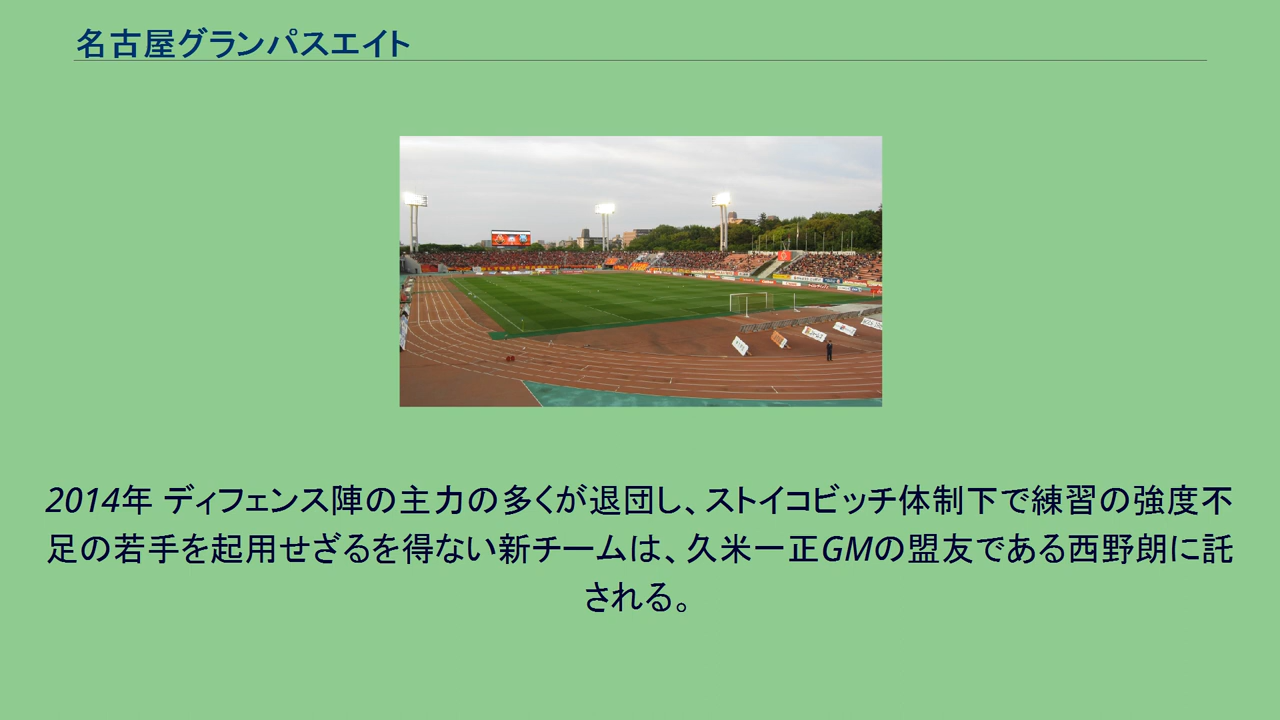 名古屋グランパスエイト
2014年 ディフェンス陣の主力の多くが退団し、ストイコビッチ体制下で練習の強度不
足の若手を起用せざるを得ない新チームは、久米一正GMの盟友である西野朗に託
される。